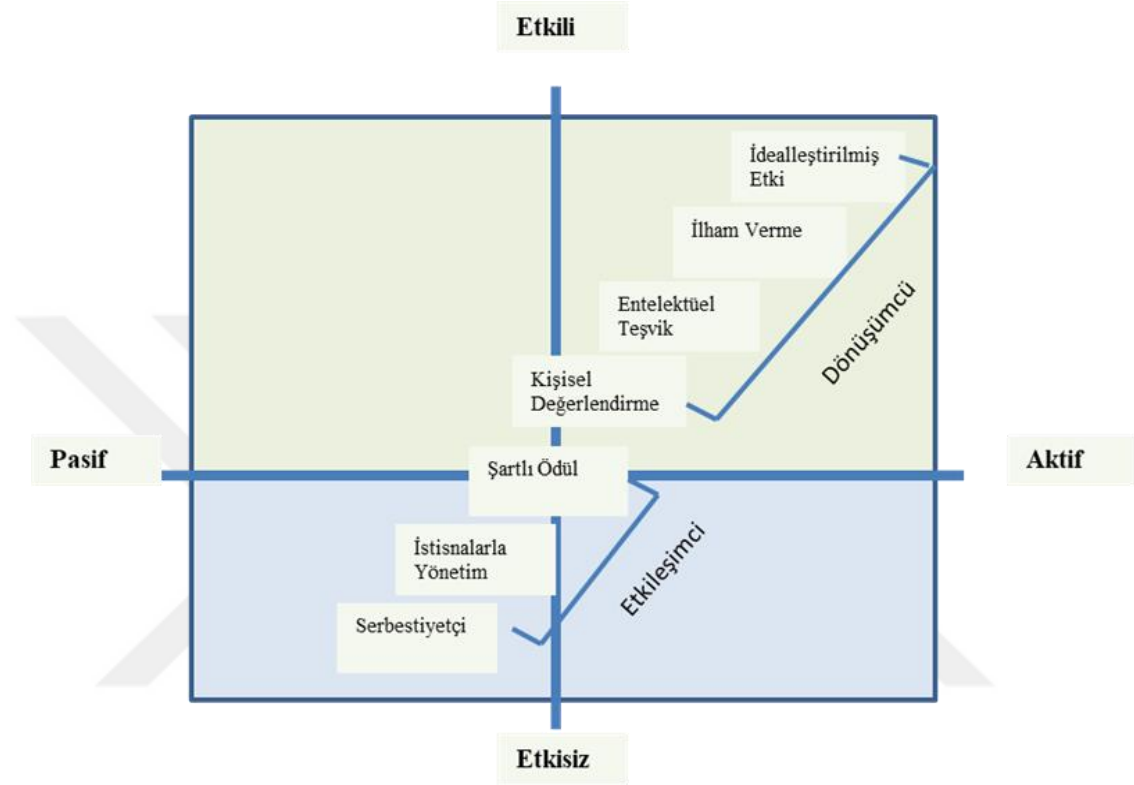 Etkili
İdealleştirilmiş
Etki
İlham Verme
Entelektüel
Teşvik
Dönüşümcü
Kişisel
Değerlendirme
Pasif
Şartlı Ödül
Aktif
İstisnalarla
Yönetim
Etkileşimci
Serbestiyetçi
Etkisiz